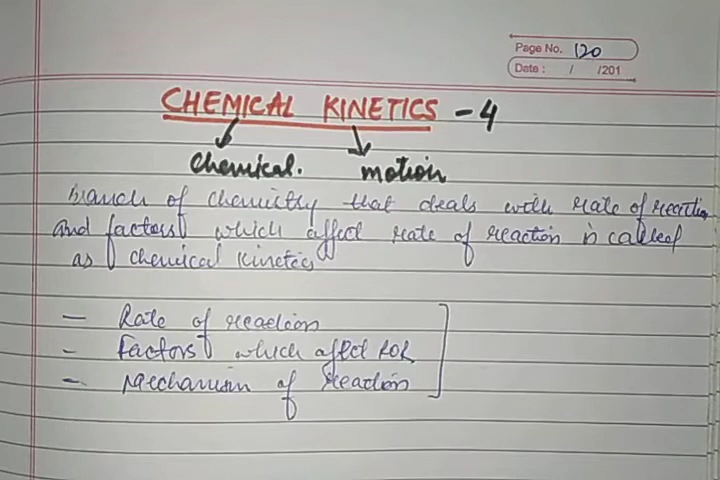 Page No. 120
Date : / /201
CHEMICAL KINETICS - 4
chemical. motion
branch of chemistry that deals with rate of reaction
and factors which affect rate of reaction is called
as chemical kinetics
- Rate of reaction
- Factors which affect ROR
- Mechanism of reaction